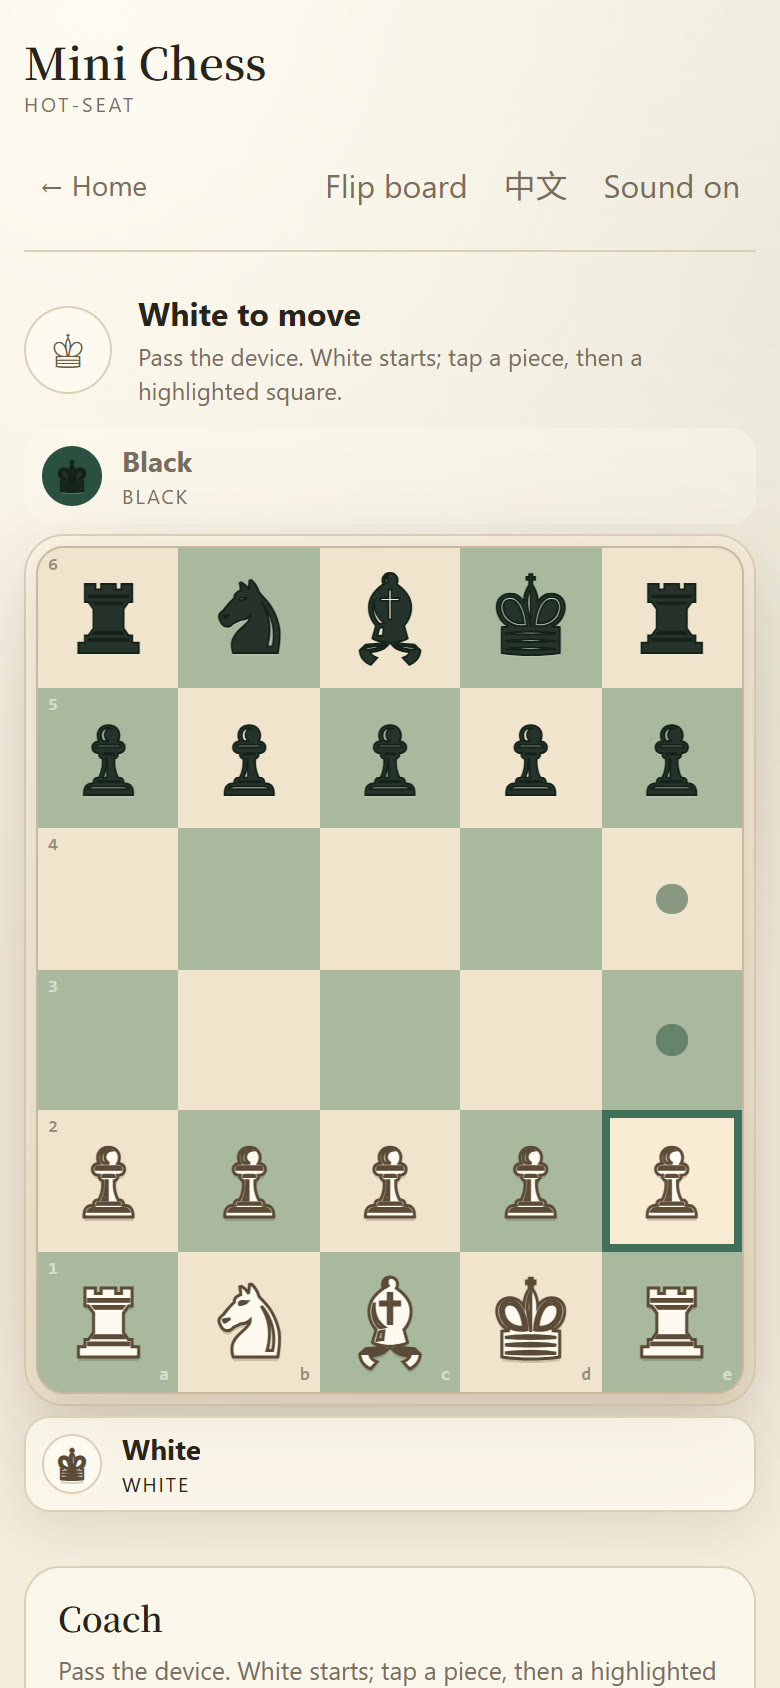 Mini Chess
HOT-SEAT
← Home Flip board 中文 Sound on
White to move
Pass the device. White starts; tap a piece, then a
highlighted square.
Black
BLACK
6
5
4
3
2
1
a b c d e
White
WHITE
Coach
Pass the device. White starts; tap a piece, then a highlighted